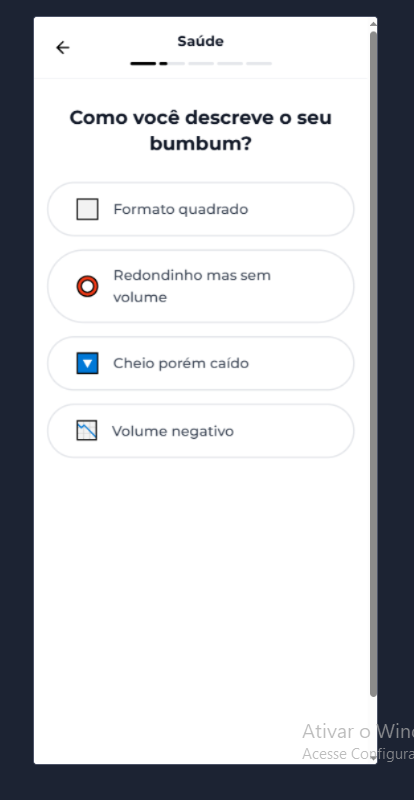 Saúde
Como você descreve o seu
bumbum?
Formato quadrado
Redondinho mas sem
volume
Cheio porém caído
Volume negativo
Ativar o Wind
Acesse Configura